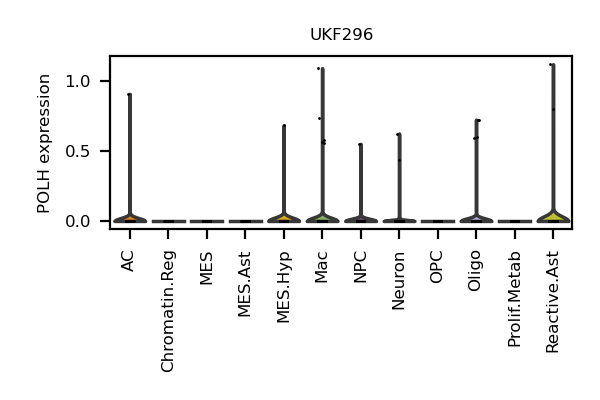 UKF296
POLH expression
1.0
0.5
0.0
AC
Chromatin.Reg
MES
MES.Ast
MES.Hyp
Mac
NPC
Neuron
OPC
Oligo
Prolif.Metab
Reactive.Ast